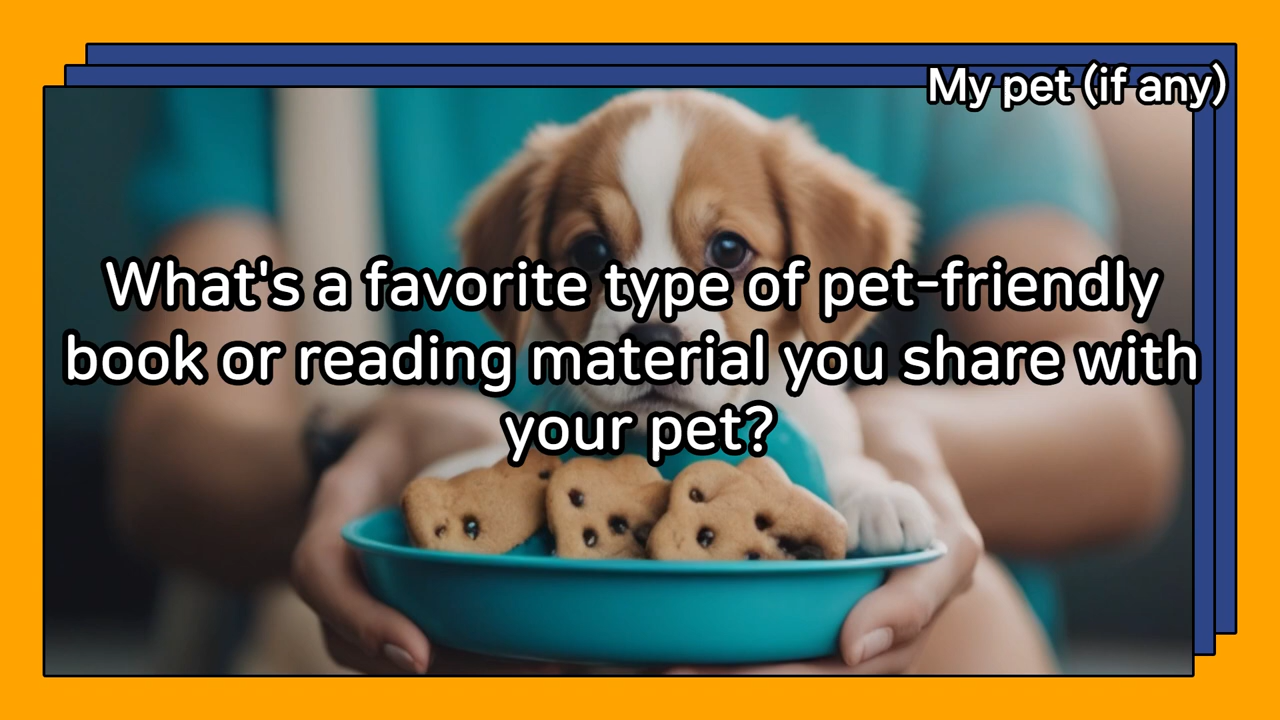 My pet (if any)
What's a favorite type of pet-friendly
book or reading material you share with
your pet?